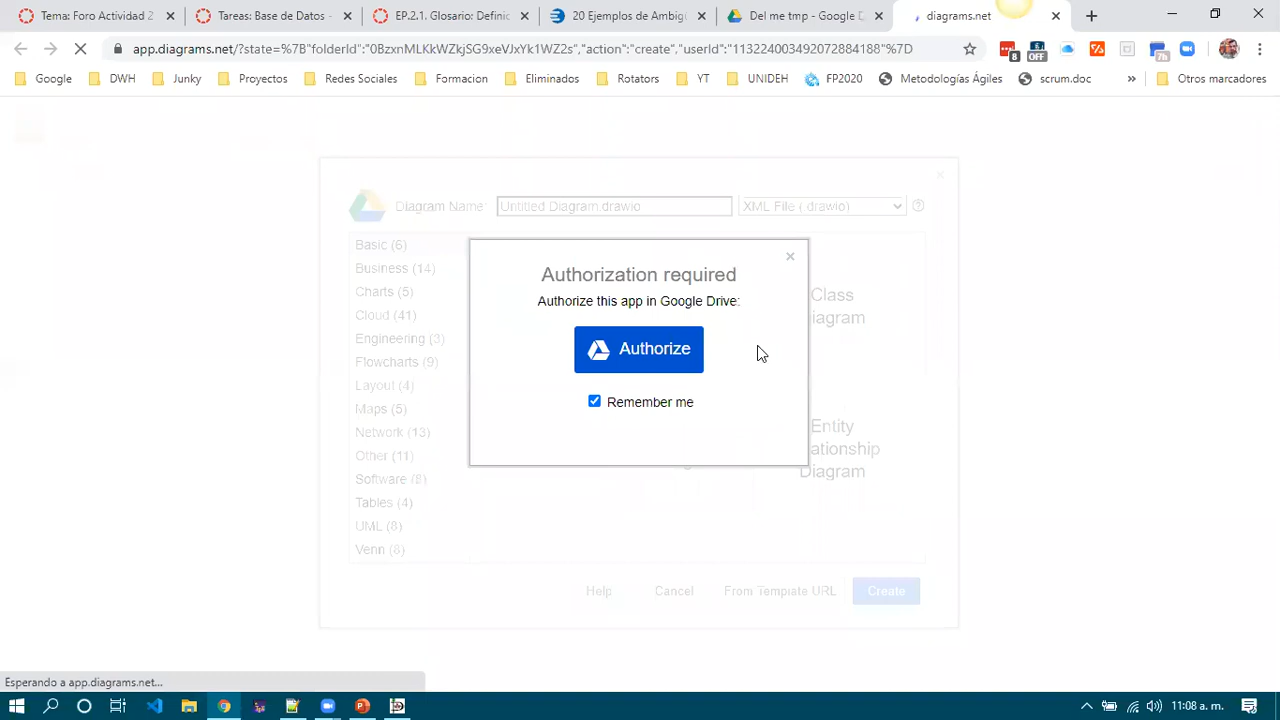 Tema: Foro Actividad 2
Tareas: Base de Datos
EP.2.1. Glosario: Definic
20 Ejemplos de Ambigü
Del me tmp - Google D
diagrams.net
app.diagrams.net/?state=%7B"folderId":"0BzxnMLKkWZkjSG9xeVJxYk1WZ2s","action":"create","userId":"113224003492072884188"%7D
8
OFF
7h
Google
DWH
Junky
Proyectos
Redes Sociales
Formacion
Eliminados
Rotators
YT
UNIDEH
FP2020
Metodologías Ágiles
scrum.doc
»
Otros marcadores
Diagram Name
Untitled Diagram.drawio
XML File (.drawio)
Basic (6)
Business (14)
Charts (5)
Cloud (41)
Engineering (3)
Flowcharts (9)
Layout (4)
Maps (5)
Network (13)
Other (11)
Software (8)
Tables (4)
UML (8)
Venn (8)
Authorization required
Authorize this app in Google Drive:
Authorize
Remember me
Class
iagram
Entity
ationship
Diagram
Help
Cancel
From Template URL
Create
Esperando a app.diagrams.net...
11:08 a. m.